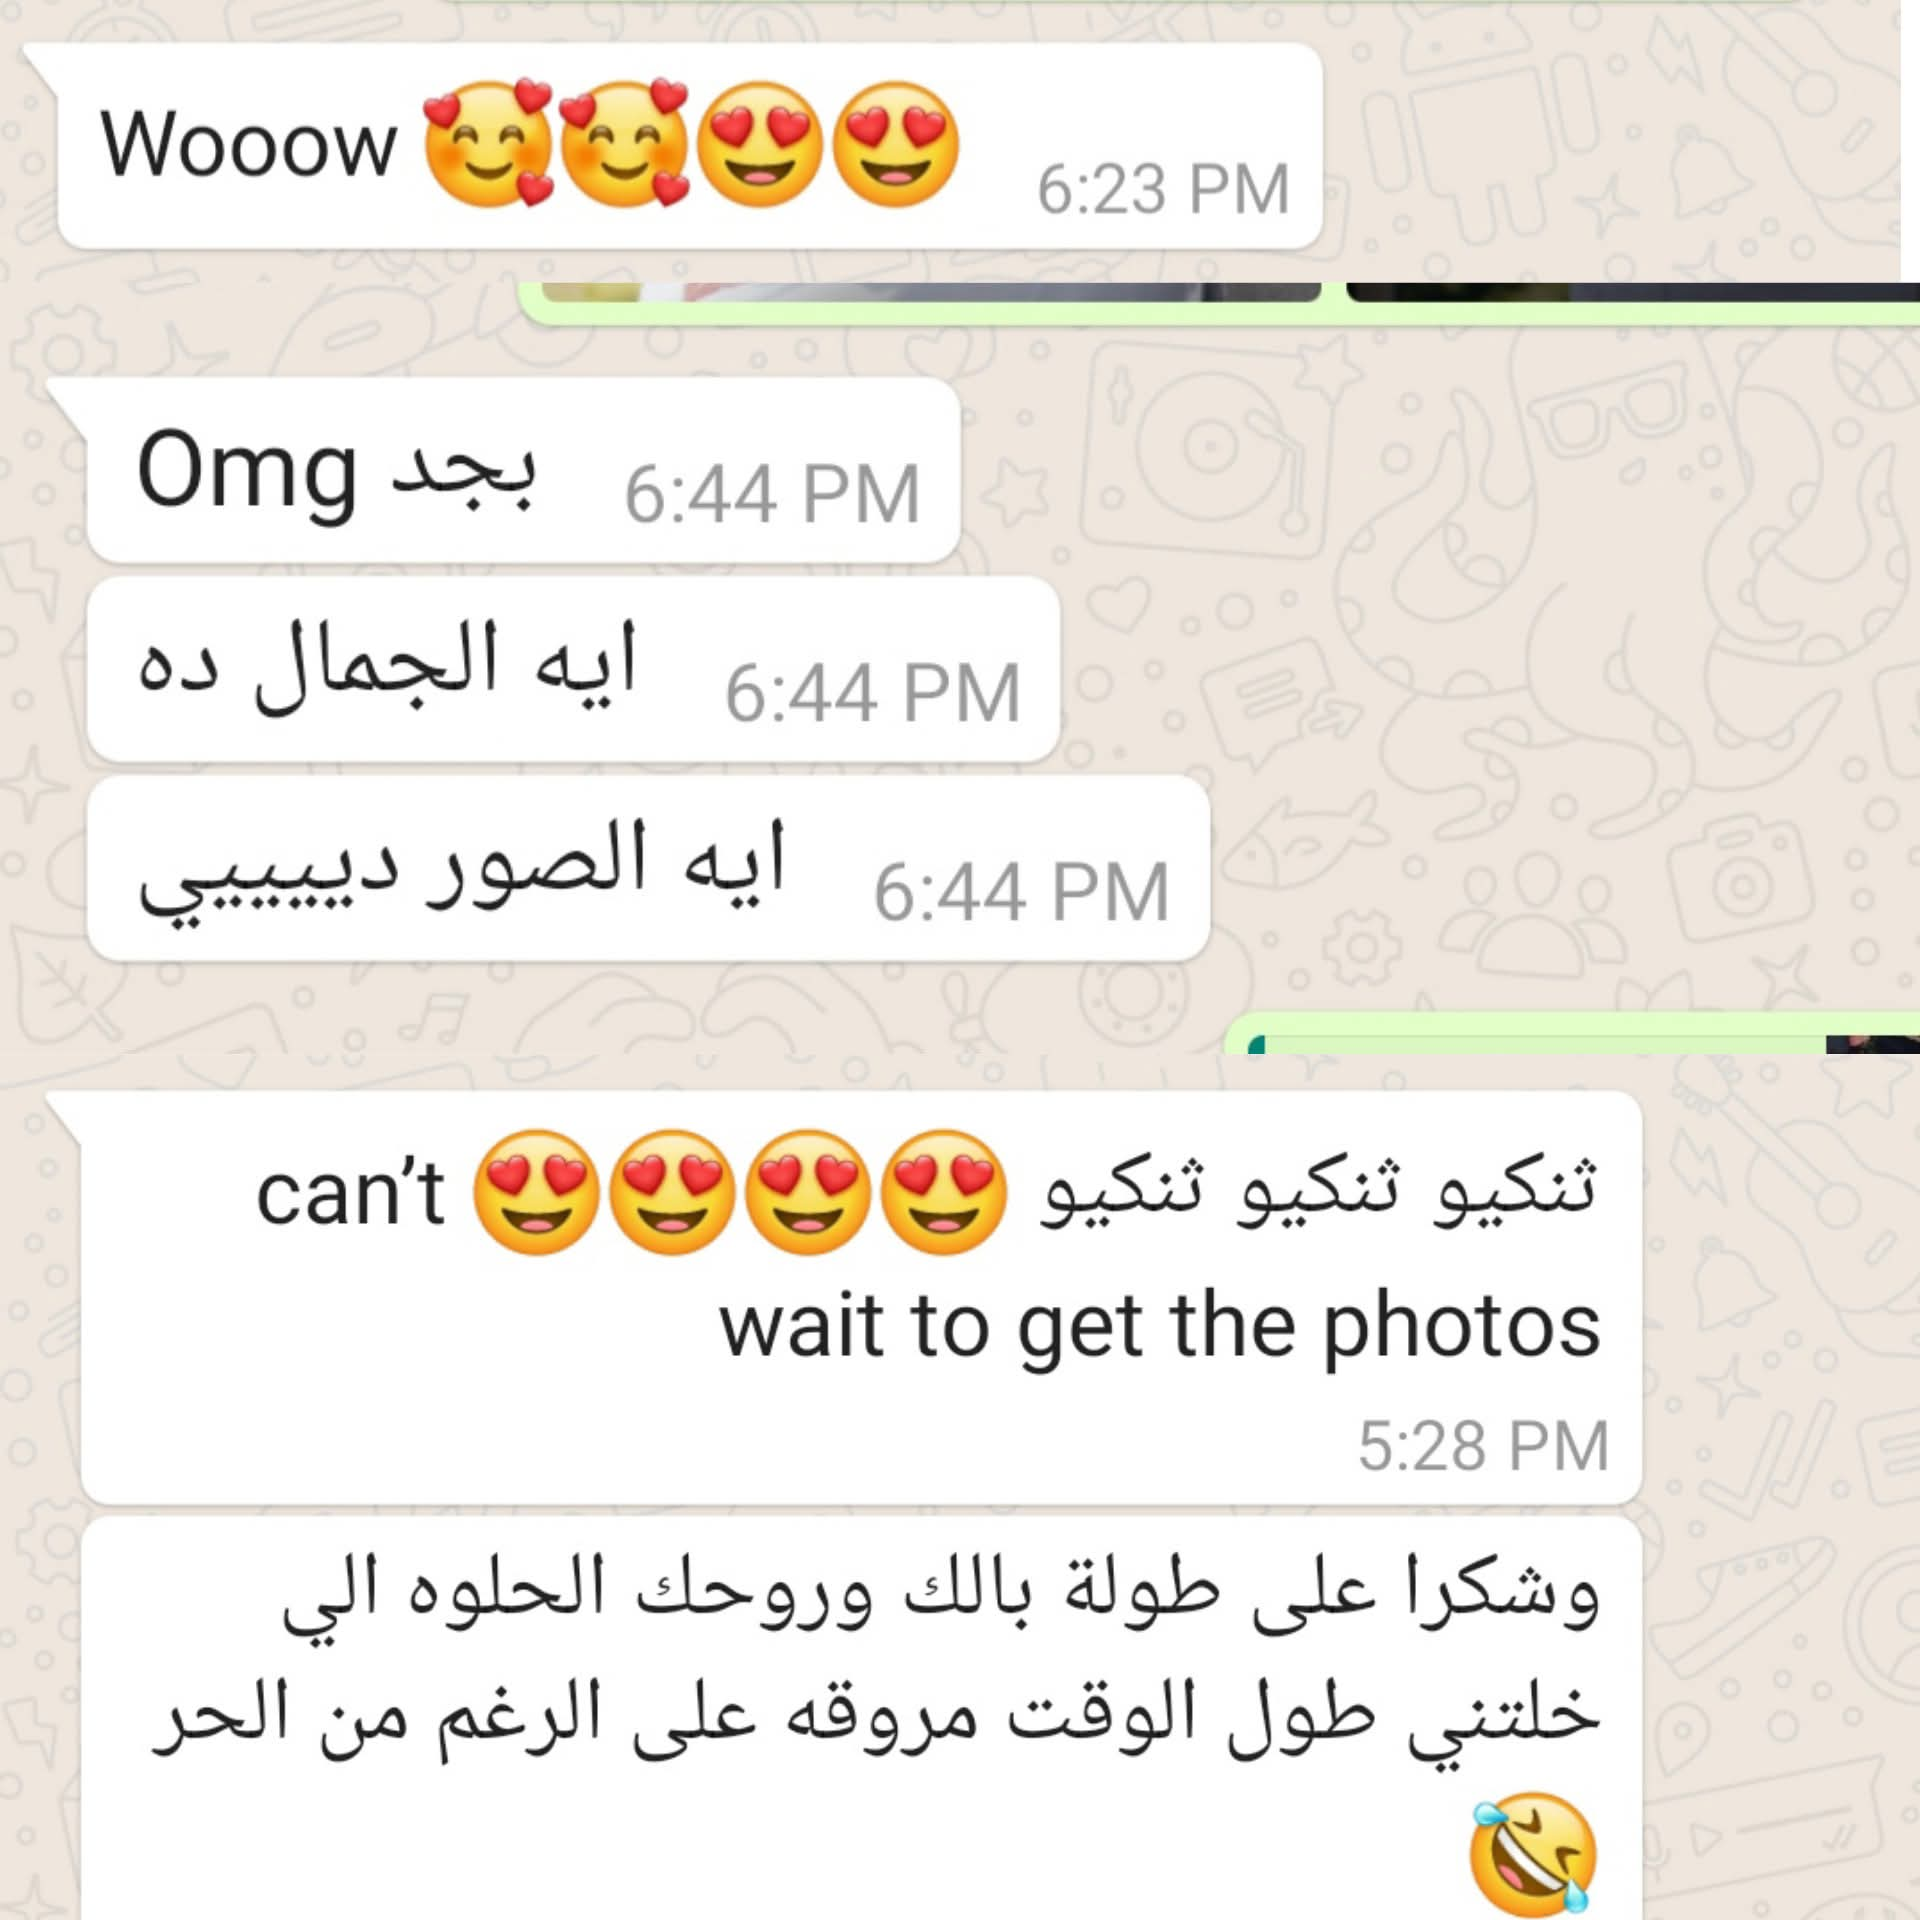 Wooow 🥰🥰😍😍
6:23 PM
Omg بجد
6:44 PM
ايه الجمال ده
6:44 PM
ايه الصور ديييييي
6:44 PM
ثنكيو ثنكيو ثنكيو 😍😍😍😍 can’t
wait to get the photos
5:28 PM
وشكرا على طولة بالك وروحك الحلوه الي
خلتني طول الوقت مروقه على الرغم من الحر
🤣